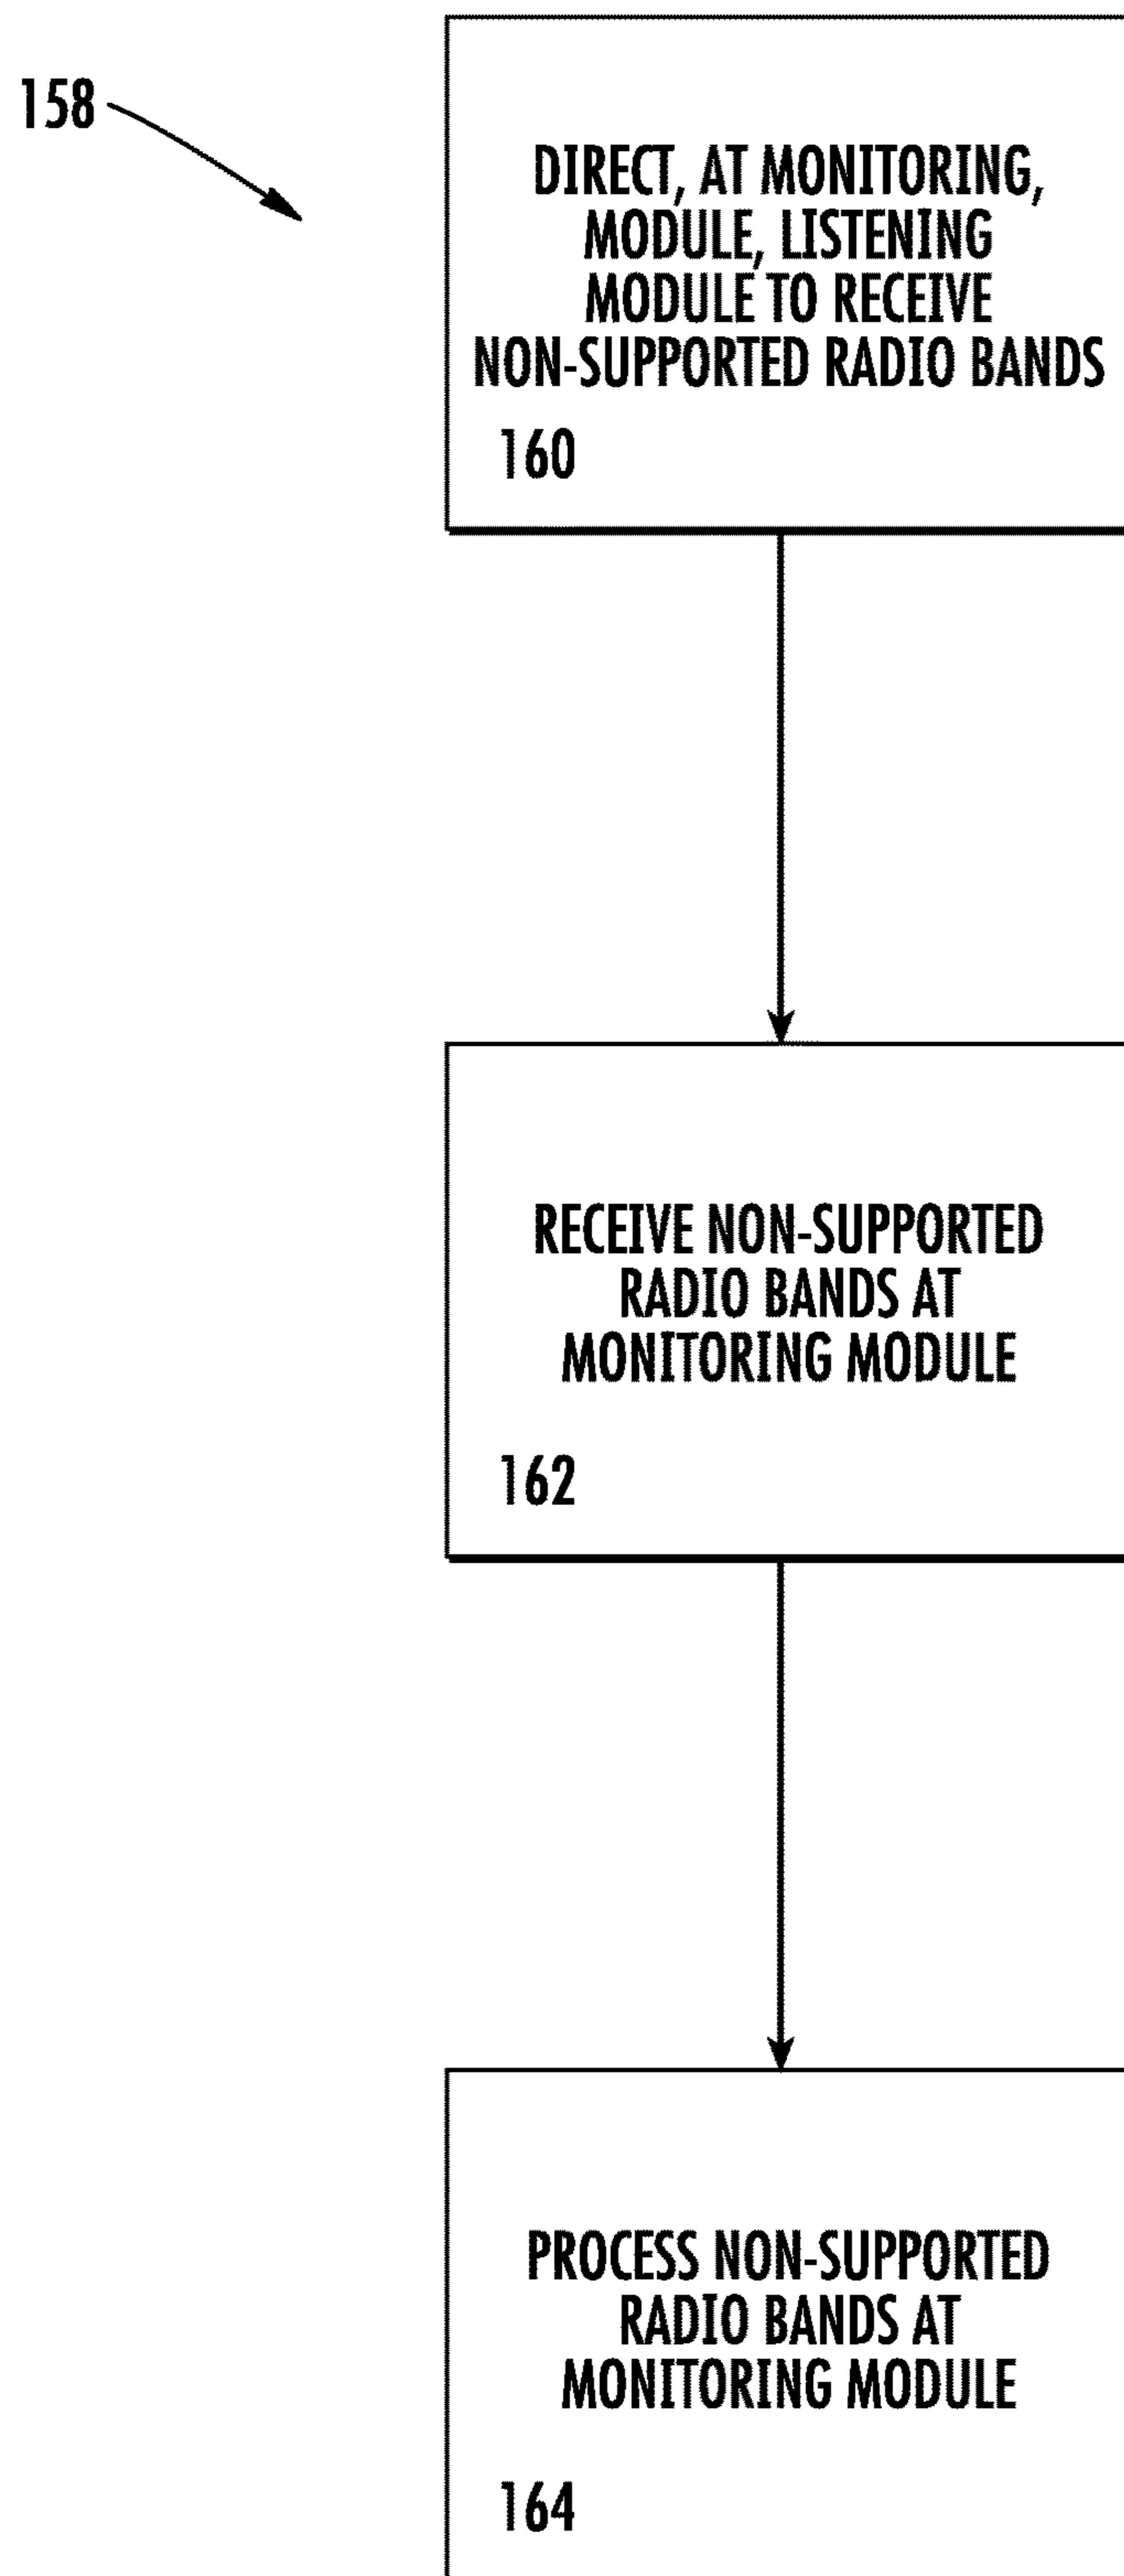 158
DIRECT, AT MONITORING,
MODULE, LISTENING
MODULE TO RECEIVE
NON-SUPPORTED RADIO BANDS
160
RECEIVE NON-SUPPORTED
RADIO BANDS AT
MONITORING MODULE
162
PROCESS NON-SUPPORTED
RADIO BANDS AT
MONITORING MODULE
164